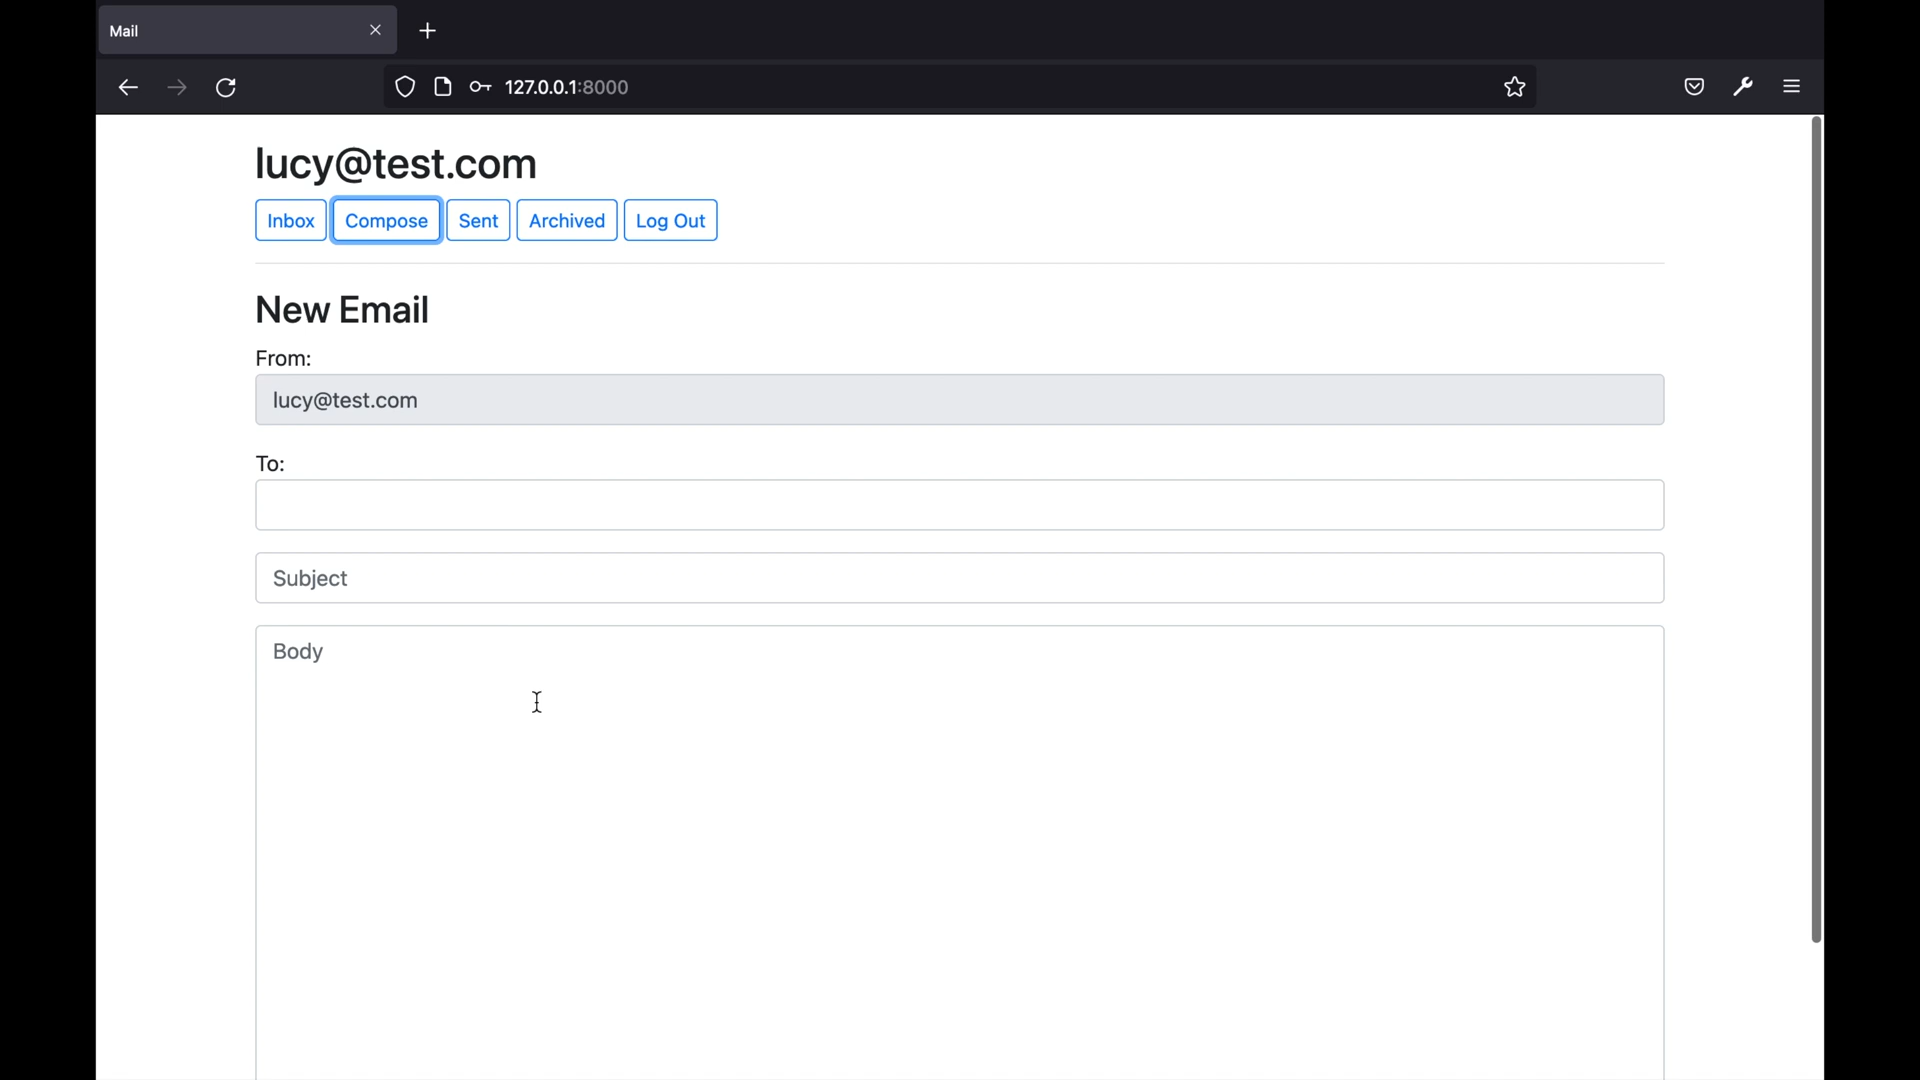 Mail
127.0.0.1:8000
lucy@test.com
Inbox Compose Sent Archived Log Out
New Email
From:
lucy@test.com
To:
Subject
Body